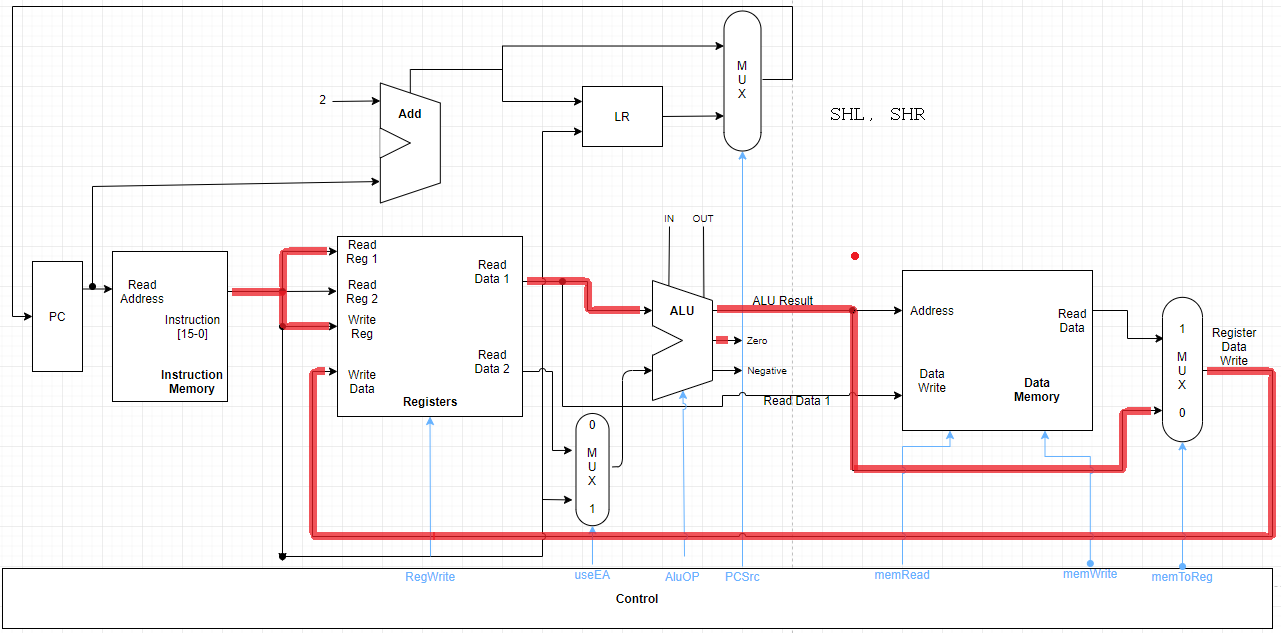 M
U
X
2
Add
LR
SHL, SHR
IN OUT
PC
Read
Address
Instruction
[15-0]
Instruction
Memory
Read
Reg 1
Read
Reg 2
Write
Reg
Write
Data
Read
Data 1
Read
Data 2
Registers
0
M
U
X
1
ALU
ALU Result
Zero
Negative
Read Data 1
Address
Data
Write
Read
Data
Data
Memory
1
M
U
X
0
Register
Data
Write
RegWrite
useEA
AluOP
PCSrc
memRead
memWrite
memToReg
Control